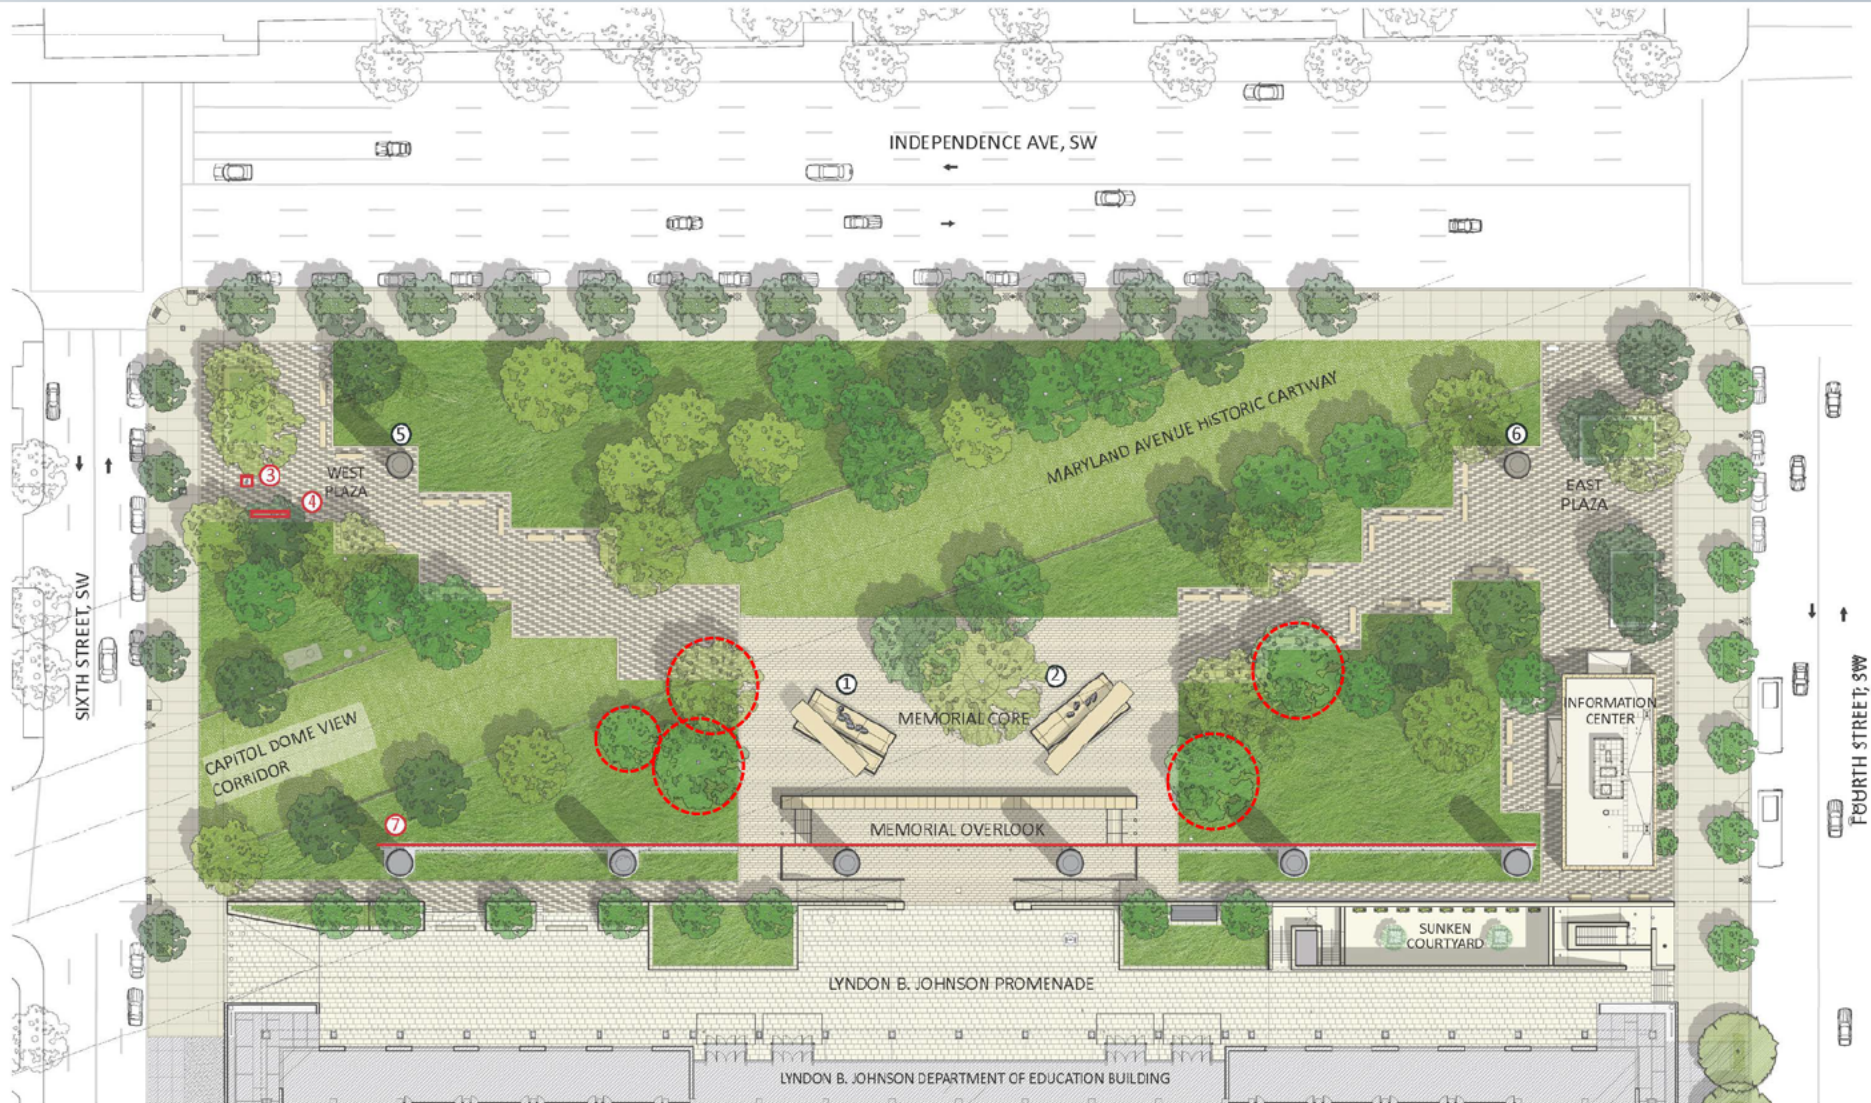 INDEPENDENCE AVE, SW
MARYLAND AVENUE HISTORIC CARTWAY
5
6
3
WEST
PLAZA
4
EAST
PLAZA
SIXTH STREET, SW
1
2
MEMORIAL CORE
INFORMATION
CENTER
FOURTH STREET, SW
CAPITOL DOME VIEW
CORRIDOR
7
MEMORIAL OVERLOOK
SUNKEN
COURTYARD
LYNDON B. JOHNSON PROMENADE
LYNDON B. JOHNSON DEPARTMENT OF EDUCATION BUILDING